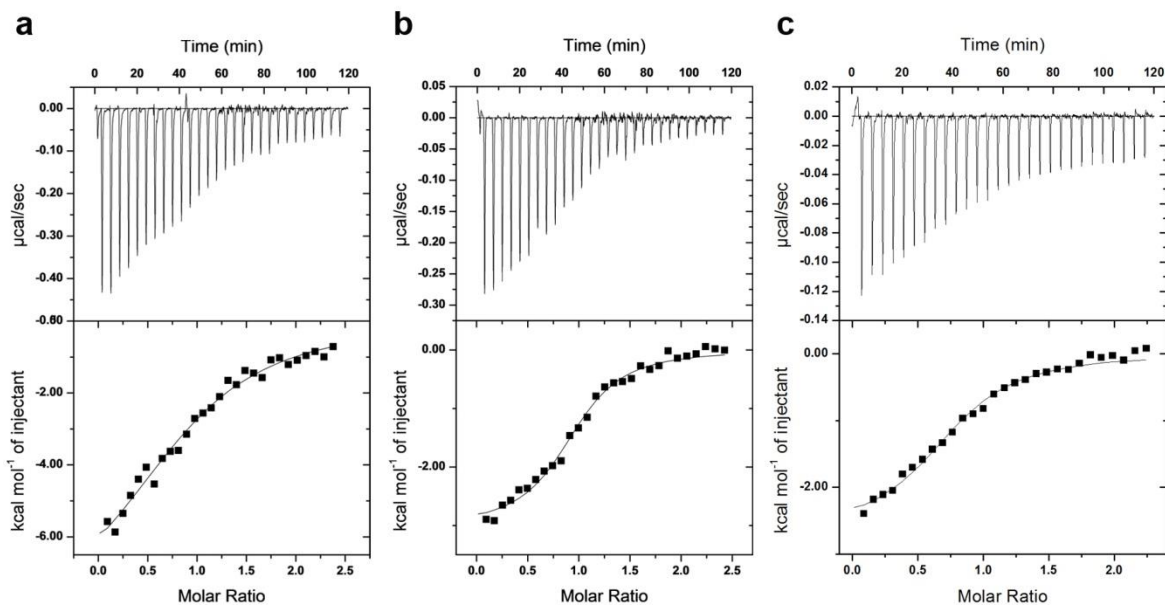 a
Time (min)
0 20 40 60 80 100 120
0.00
-0.10
-0.20
-0.30
-0.40
-0.60
µcal/sec
-2.00
-4.00
-6.00
kcal mol⁻¹ of injectant
0.0 0.5 1.0 1.5 2.0 2.5
Molar Ratio
b
Time (min)
0 20 40 60 80 100 120
0.05
0.00
-0.05
-0.10
-0.15
-0.20
-0.25
-0.30
µcal/sec
0.00
-2.00
kcal mol⁻¹ of injectant
0.0 0.5 1.0 1.5 2.0 2.5
Molar Ratio
c
Time (min)
0 20 40 60 80 100 120
0.02
0.00
-0.02
-0.04
-0.06
-0.08
-0.10
-0.12
-0.14
µcal/sec
0.00
-2.00
kcal mol⁻¹ of injectant
0.0 0.5 1.0 1.5 2.0
Molar Ratio